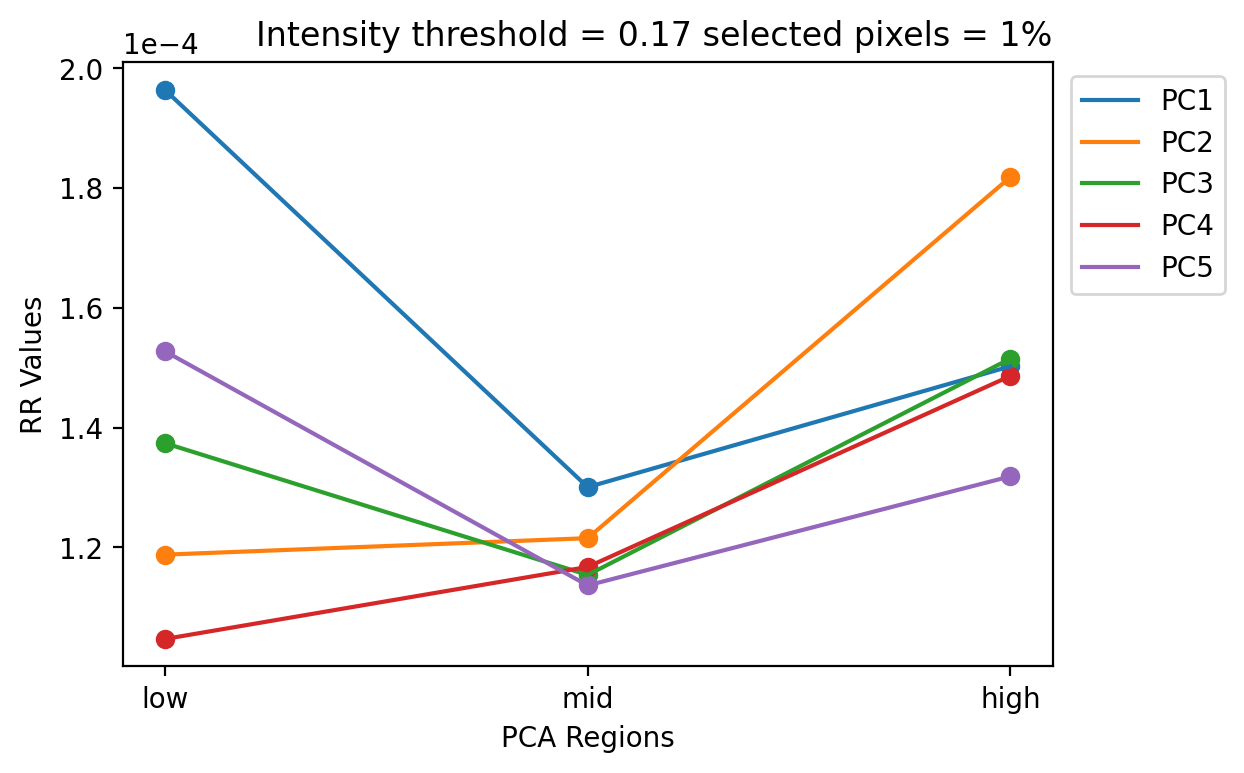 Intensity threshold = 0.17 selected pixels = 1%
1e−4
2.0
1.8
1.6
1.4
1.2
RR Values
low
mid
high
PCA Regions
PC1
PC2
PC3
PC4
PC5